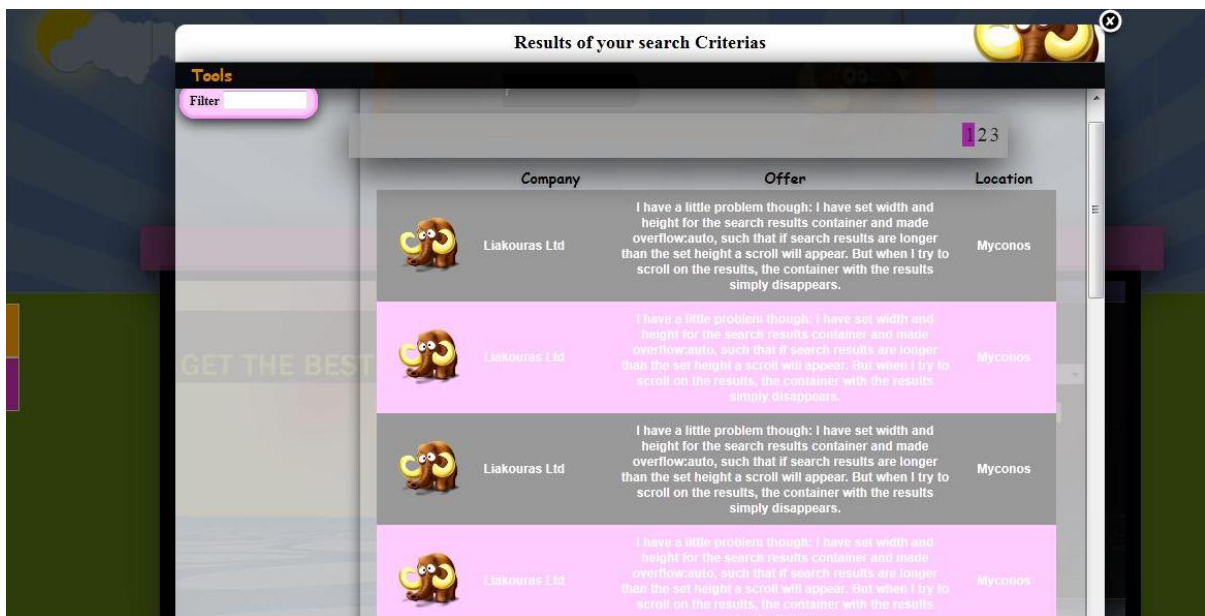 Results of your search Criterias
Tools
Filter
1 2 3
Company Offer Location
I have a little problem though: I have set width and
height for the search results container and made
overflow:auto, such that if search results are longer
Liakouras Ltd than the set height a scroll will appear. But when I try to Myconos
scroll on the results, the container with the results
simply disappears.
I have a little problem though: I have set width and
height for the search results container and made
overflow:auto, such that if search results are longer
Liakouras Ltd than the set height a scroll will appear. But when I try to Myconos
scroll on the results, the container with the results
simply disappears.
GET THE BEST
I have a little problem though: I have set width and
height for the search results container and made
overflow:auto, such that if search results are longer
Liakouras Ltd than the set height a scroll will appear. But when I try to Myconos
scroll on the results, the container with the results
simply disappears.
I have a little problem though: I have set width and
height for the search results container and made
overflow:auto, such that if search results are longer
Liakouras Ltd than the set height a scroll will appear. But when I try to Myconos
scroll on the results, the container with the results